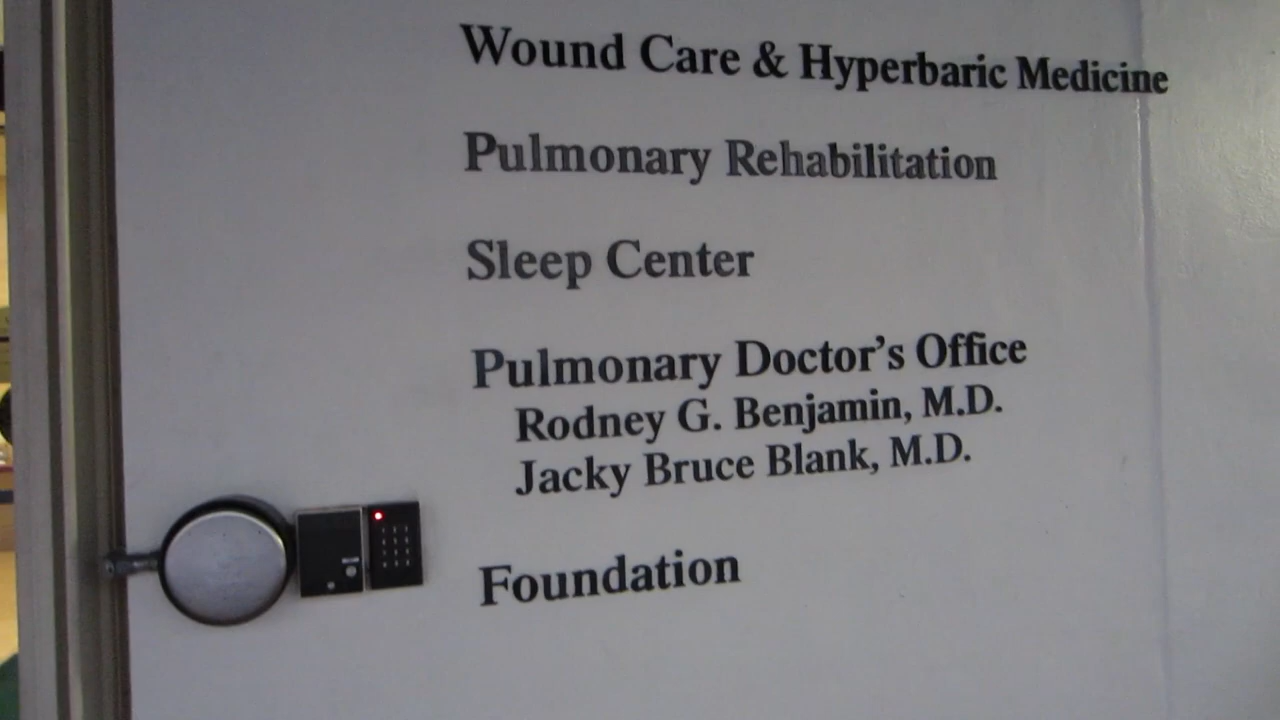 Wound Care & Hyperbaric Medicine
Pulmonary Rehabilitation
Sleep Center
Pulmonary Doctor's Office
Rodney G. Benjamin, M.D.
Jacky Bruce Blank, M.D.
Foundation